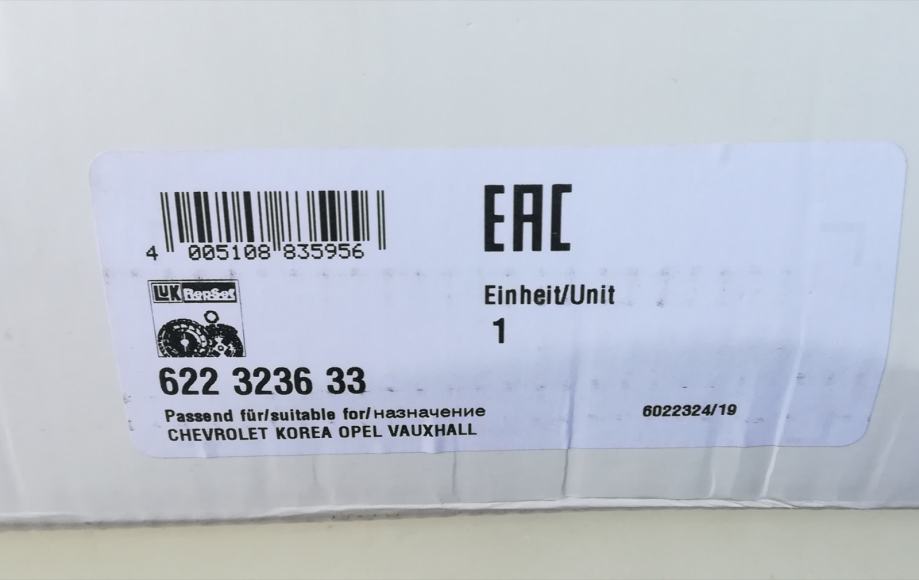 EAC
4 005108 835956
LuK RepSet
Einheit/Unit
1
622 3236 33
Passend für/suitable for/назначение
6022324/19
CHEVROLET KOREA OPEL VAUXHALL